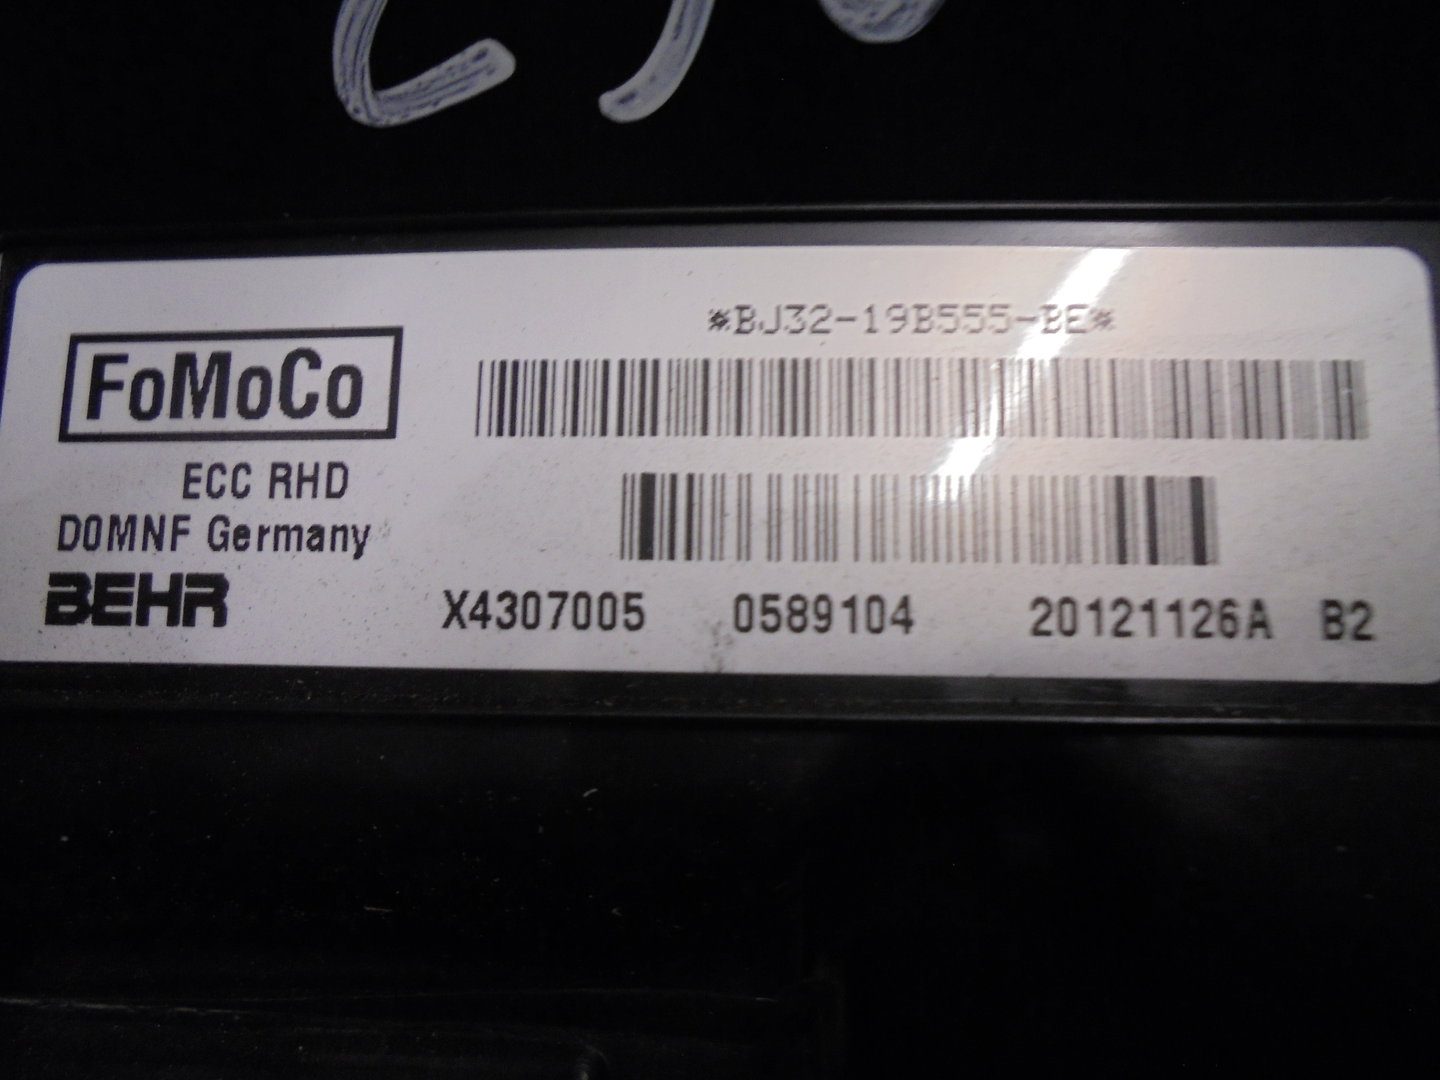 *BJ32-19B555-BE*
FoMoCo
ECC RHD
D0MNF Germany
BEHR
X4307005 0589104 20121126A B2